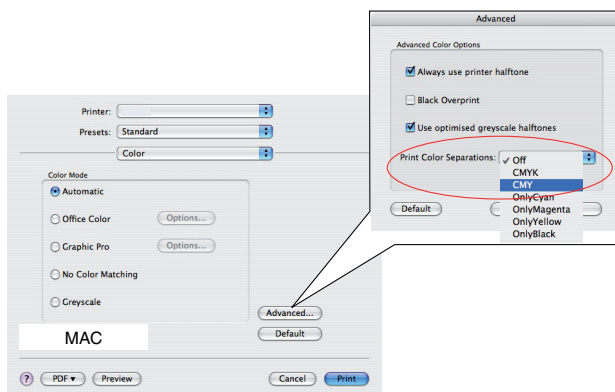 Advanced
Advanced Color Options
Always use printer halftone
Black Overprint
Use optimised greyscale halftones
Print Color Separations: ✓ Off
CMYK
CMY
OnlyCyan
OnlyMagenta
OnlyYellow
OnlyBlack
Default
Printer:
Presets: Standard
Color
Color Mode
Automatic
Office Color Options...
Graphic Pro Options...
No Color Matching
Greyscale
Advanced...
Default
MAC
? PDF ▼ Preview Cancel Print